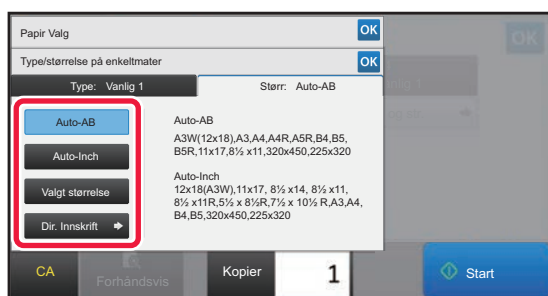 Papir Valg
OK
Type/størrelse på enkeltmater
OK
OK
Type: Vanlig 1
Størr: Auto-AB
Auto-AB
Auto-Inch
Valgt størrelse
Dir. Innskrift
Auto-AB
A3W(12x18),A3,A4,A4R,A5R,B4,B5,
B5R,11x17,8½ x11,320x450,225x320
Auto-Inch
12x18(A3W),11x17, 8½ x14, 8½ x11,
8½ x11R,5½ x 8½R,7½ x 10½ R,A3,A4,
B4,B5,320x450,225x320
CA
Forhåndsvis
Kopier
1
Start